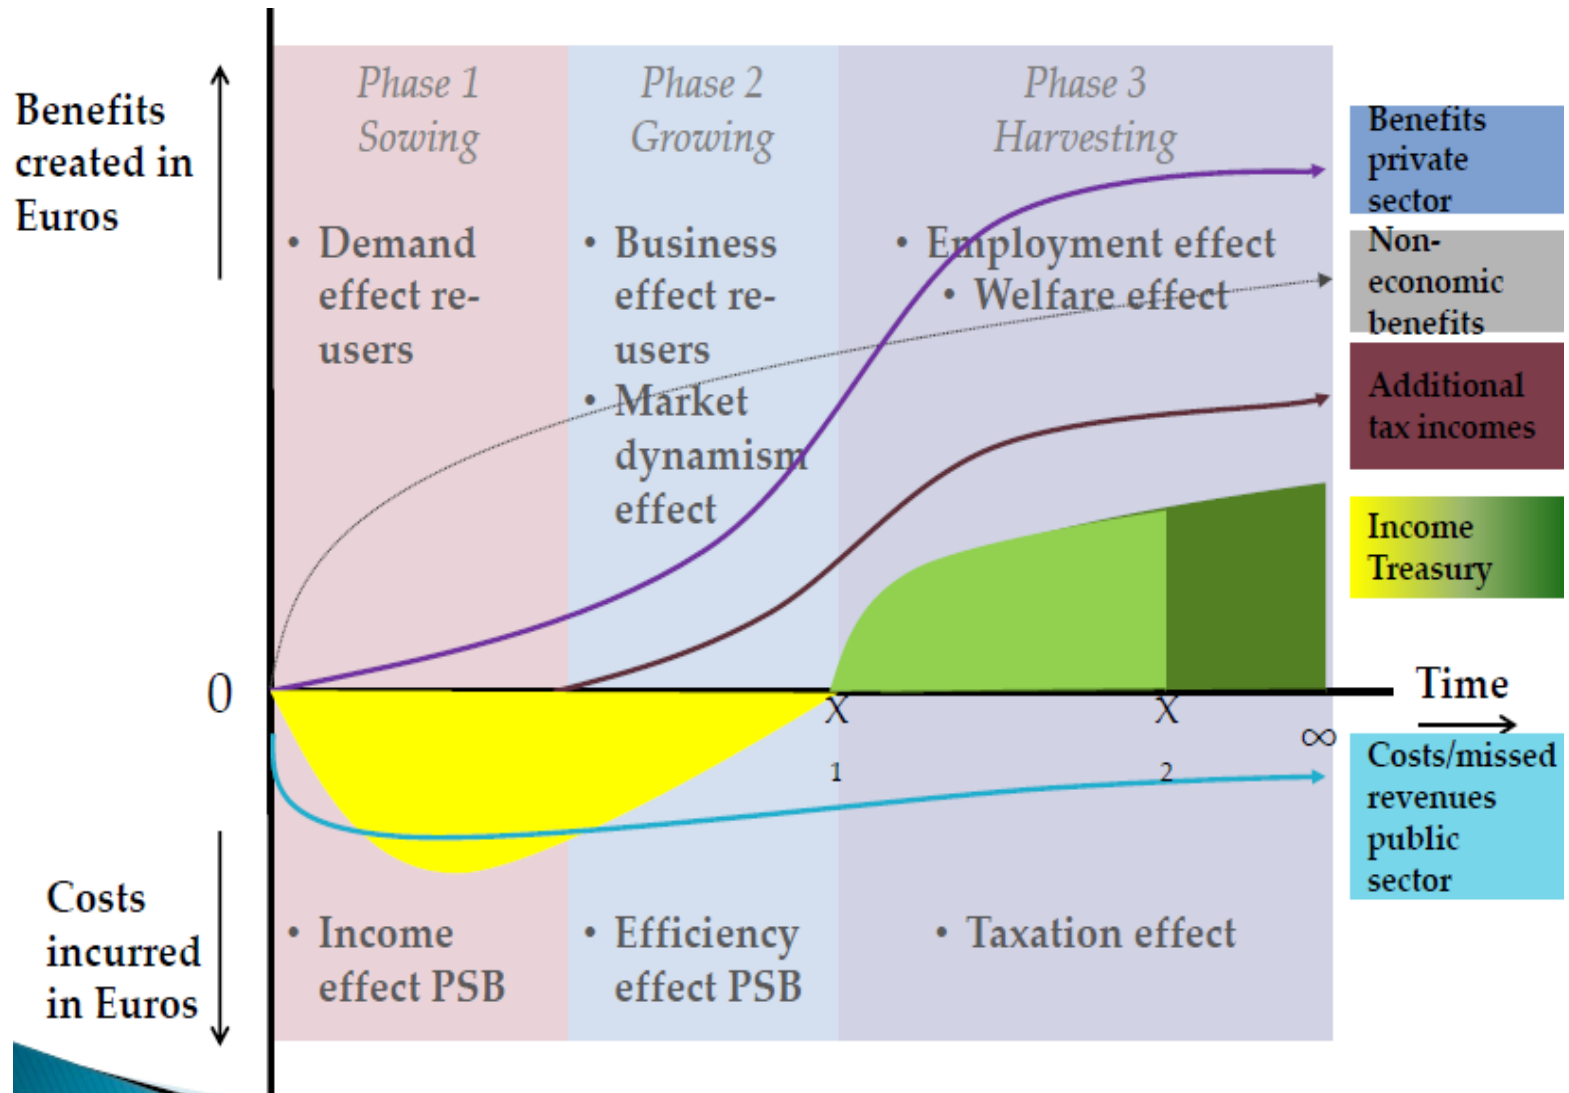 Benefits
created in
Euros
Phase 1
Sowing
Phase 2
Growing
Phase 3
Harvesting
• Demand
effect re-
users
• Business
effect re-
users
• Market
dynamism
effect
• Employment effect
• Welfare effect
Benefits
private
sector
Non-
economic
benefits
Additional
tax incomes
Income
Treasury
0
Time
X
1
X
2
∞
Costs/missed
revenues
public
sector
Costs
incurred
in Euros
• Income
effect PSB
• Efficiency
effect PSB
• Taxation effect